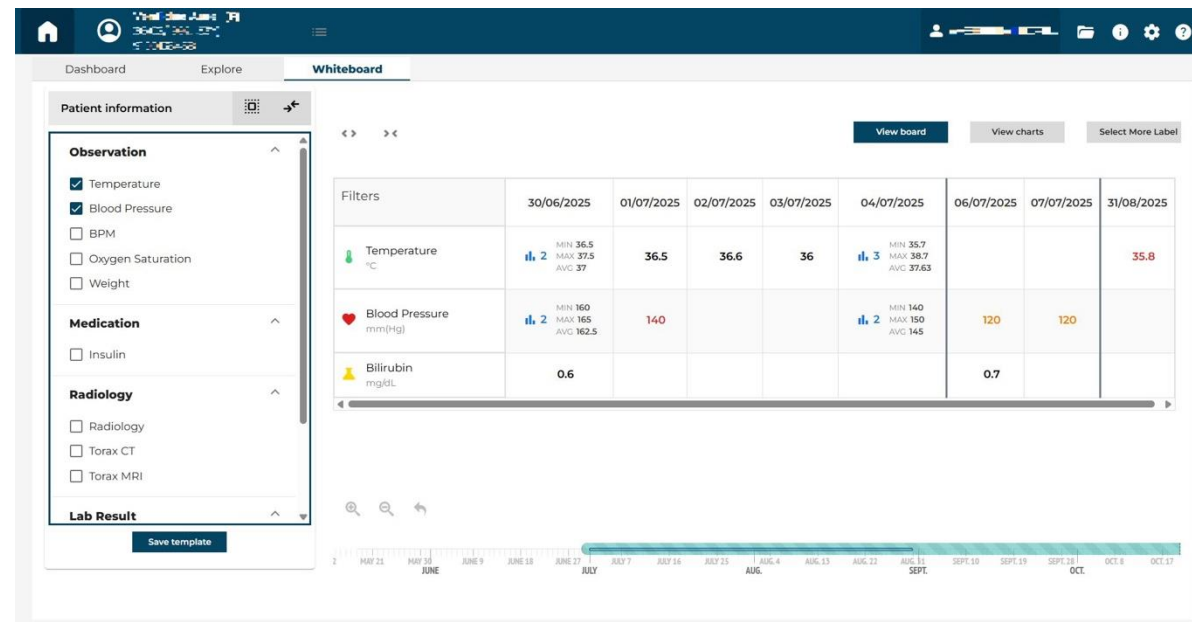 Dashboard Explore Whiteboard
Patient information
Observation
Temperature
Blood Pressure
BPM
Oxygen Saturation
Weight
Medication
Insulin
Radiology
Radiology
Torax CT
Torax MRI
Lab Result
Save template
View board View charts Select More Label
Filters 30/06/2025 01/07/2025 02/07/2025 03/07/2025 04/07/2025 06/07/2025 07/07/2025 31/08/2025
Temperature
°C
2 MIN 36.5
MAX 37.5
AVG 37
36.5 36.6 36
3 MIN 35.7
MAX 38.7
AVG 37.63
35.8
Blood Pressure
mm(Hg)
2 MIN 160
MAX 165
AVG 162.5
140
2 MIN 140
MAX 150
AVG 145
120 120
Bilirubin
mg/dL
0.6 0.7
2 MAY 21 MAY 30 JUNE 9 JUNE 18 JUNE 27 JULY 7 JULY 16 JULY 25 AUG. 4 AUG. 13 AUG. 22 AUG. 31 SEPT. 10 SEPT. 19 SEPT. 28 OCT. 8 OCT. 17
JUNE JULY AUG. SEPT. OCT.